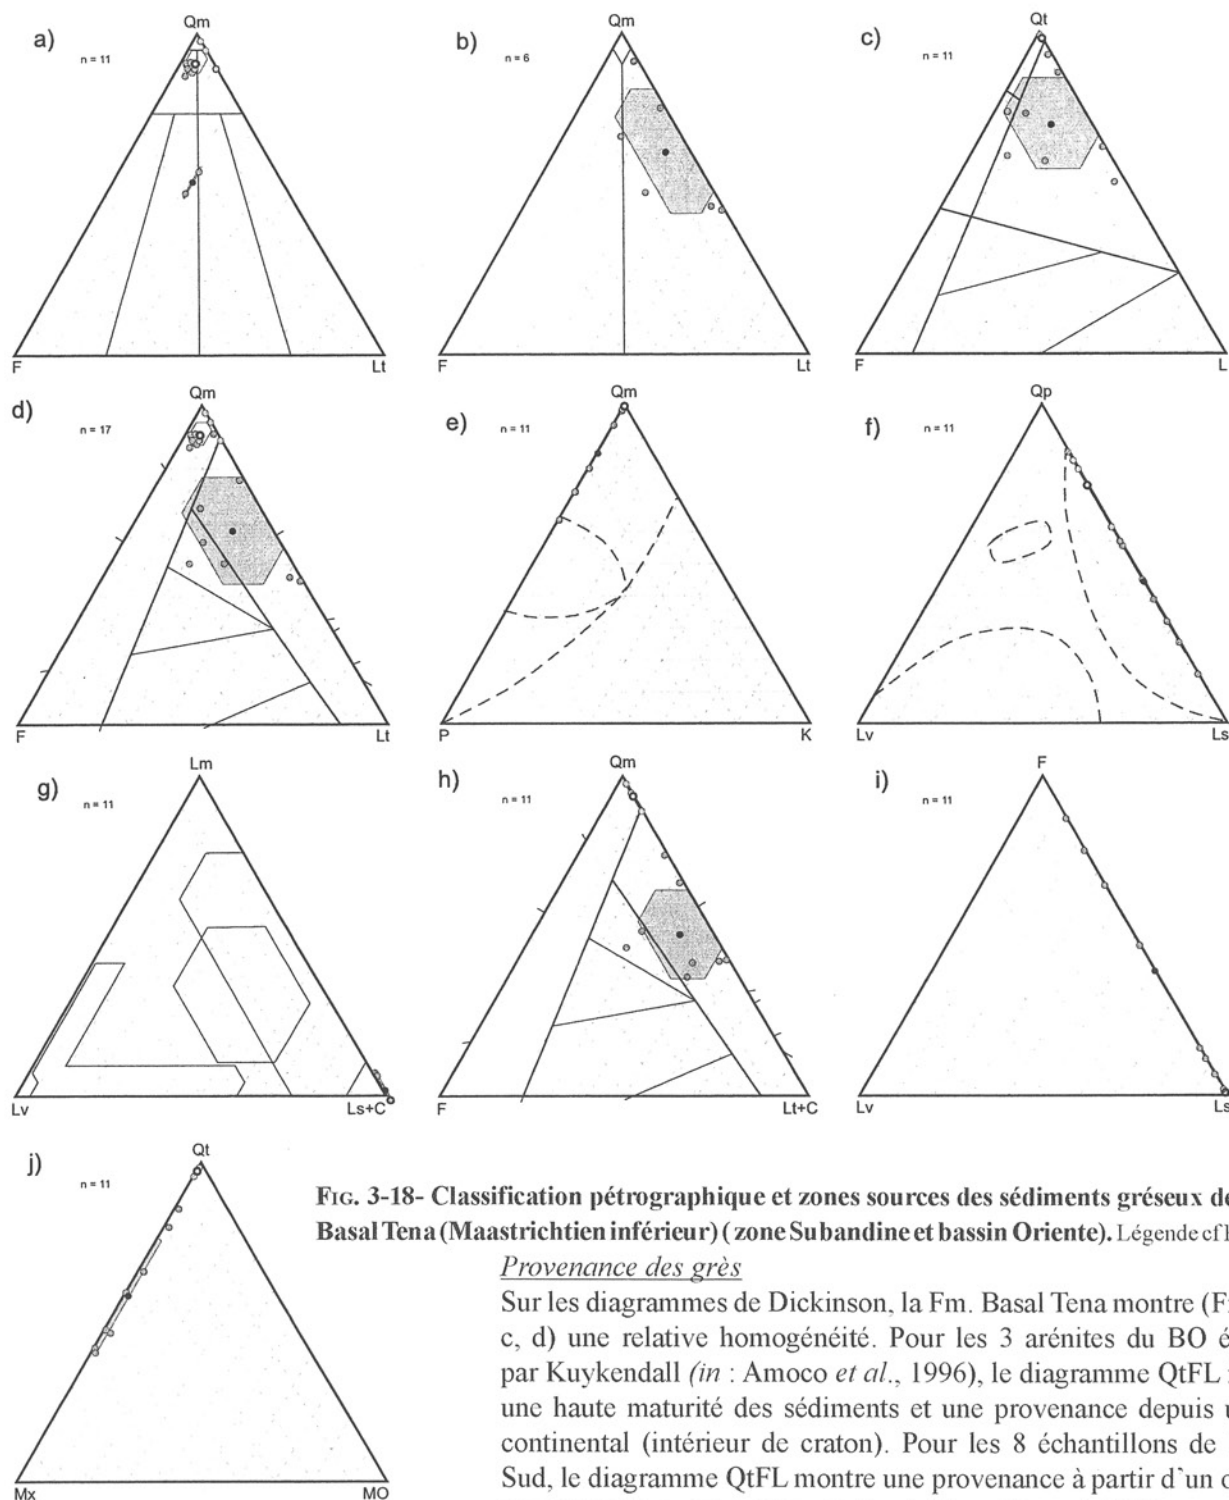 a)
Qm
n = 11
F
Lt
b)
Qm
n = 6
F
Lt
c)
Qt
n = 11
F
L
d)
Qm
n = 17
F
Lt
e)
Qm
n = 11
P
K
f)
Qp
n = 11
Lv
Ls
g)
Lm
n = 11
Lv
Ls+C
h)
Qm
n = 11
F
Lt+C
i)
F
n = 11
Lv
Ls
j)
Qt
n = 11
Mx
MO
FIG. 3-18- Classification pétrographique et zones sources des sédiments gréseux de
Basal Tena (Maastrichtien inférieur) ( zone Subandine et bassin Oriente). Légende cf
Provenance des grès
Sur les diagrammes de Dickinson, la Fm. Basal Tena montre
c, d) une relative homogénéité. Pour les 3 arénites du BO
par Kuykendall (in : Amoco et al., 1996), le diagramme QtFL
une haute maturité des sédiments et une provenance depuis
continental (intérieur de craton). Pour les 8 échantillons de
Sud, le diagramme QtFL montre une provenance à partir d`un